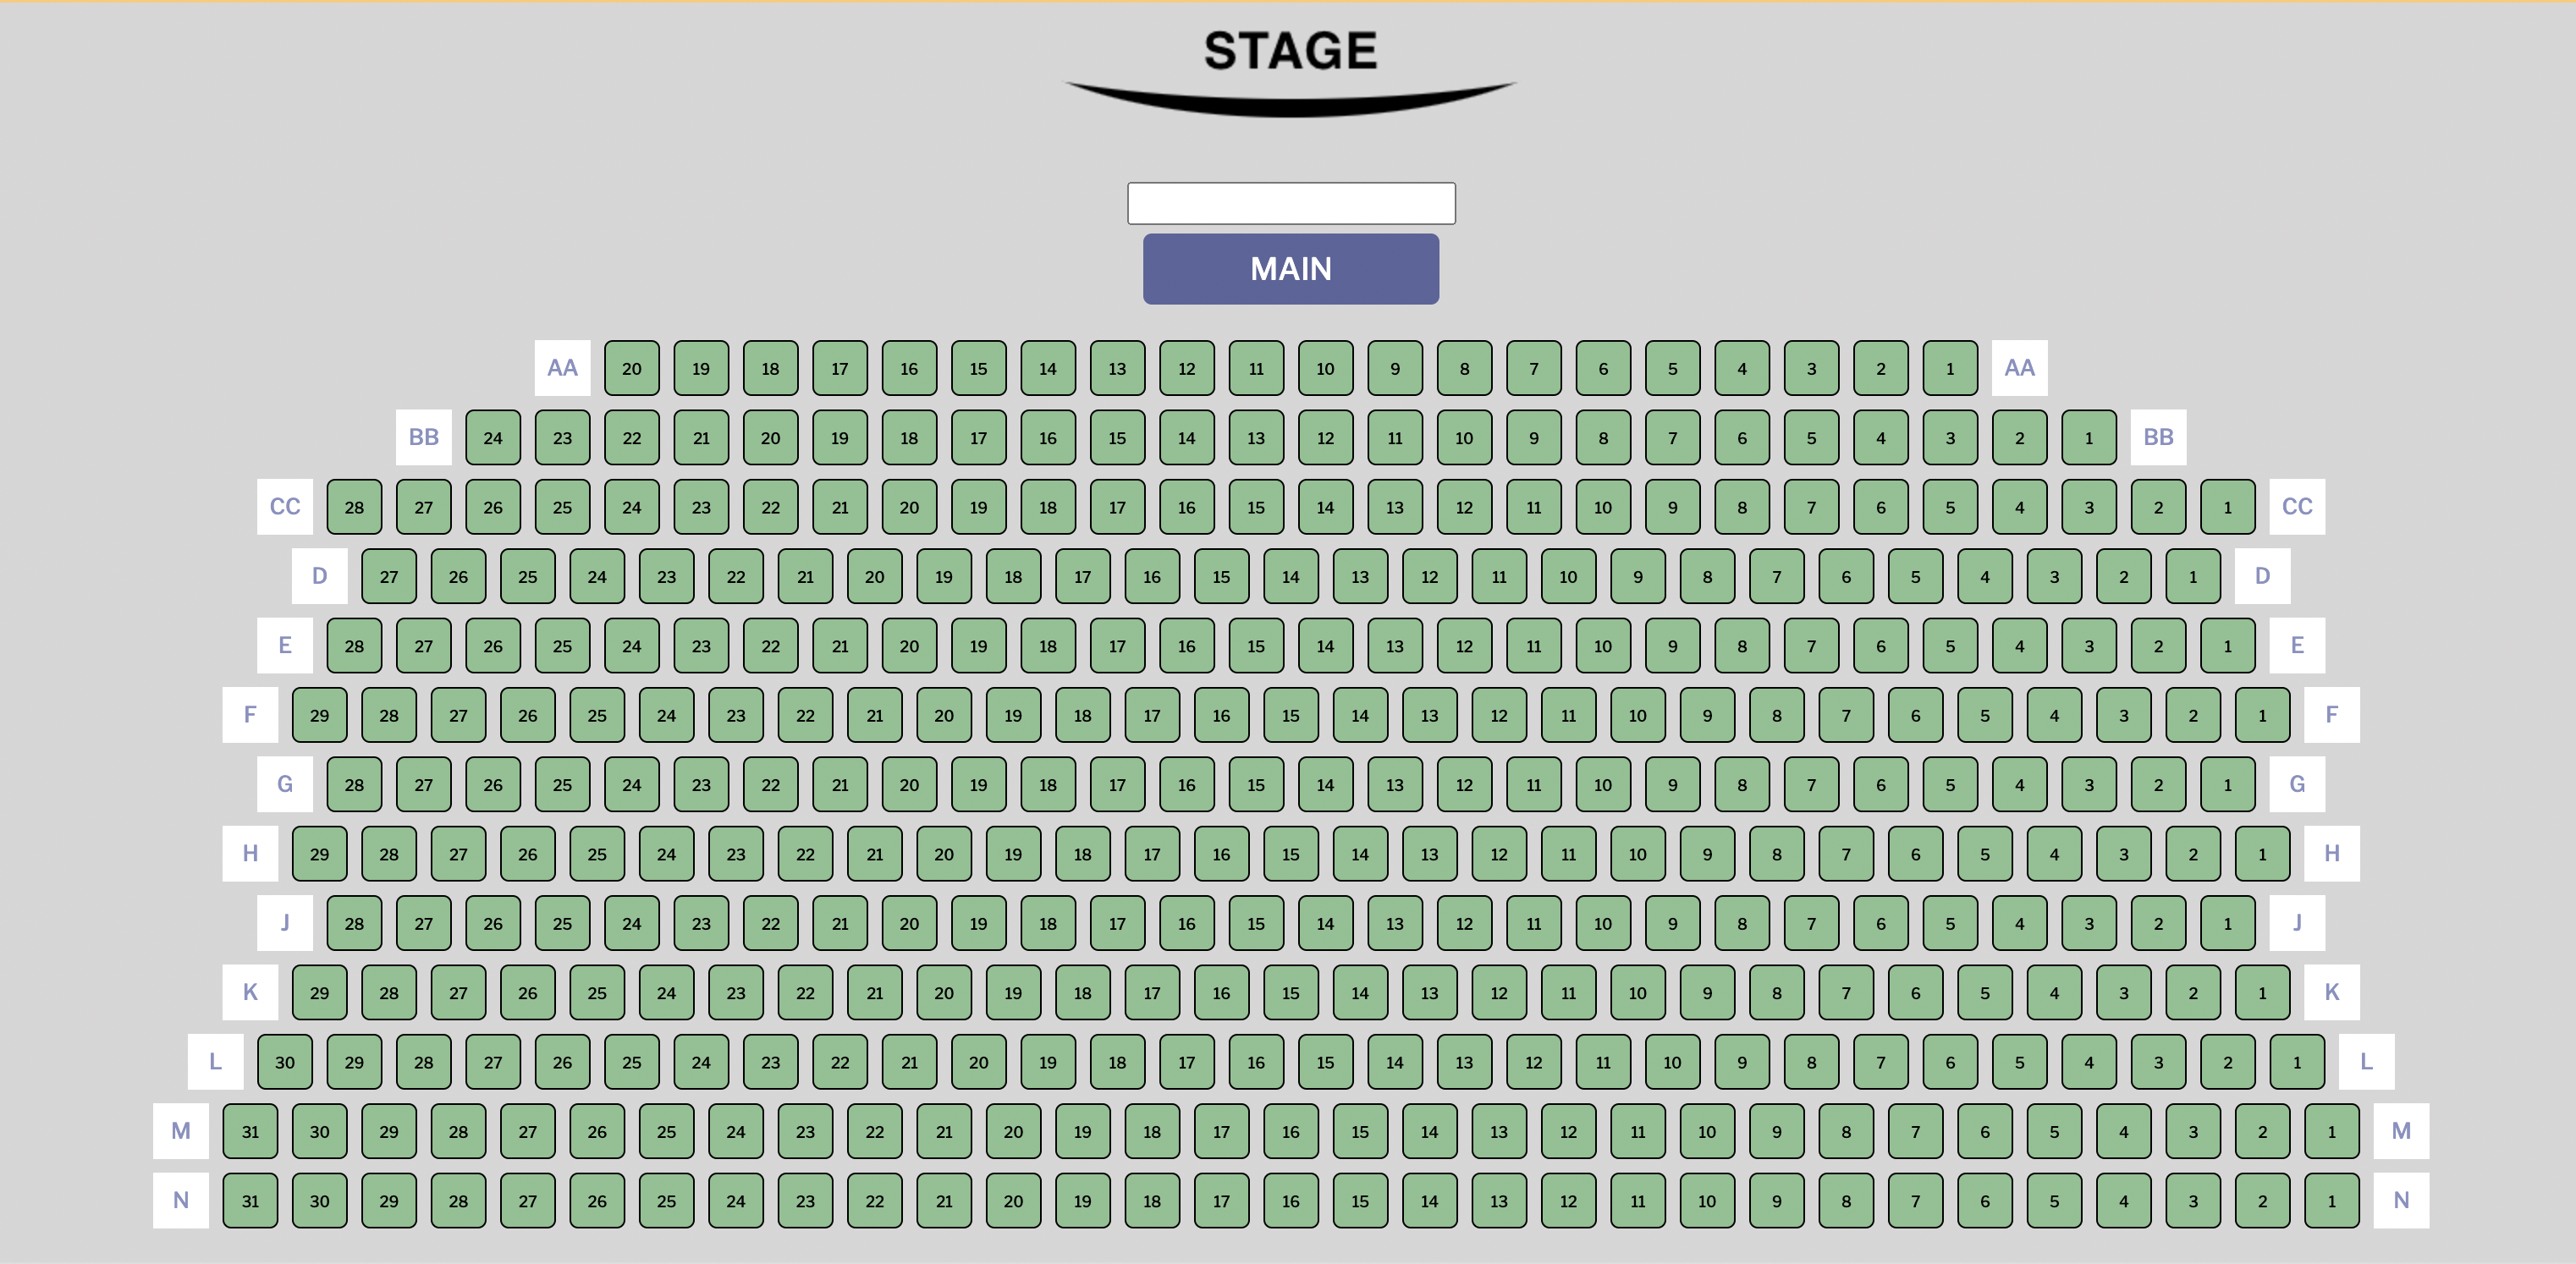 STAGE
MAIN
AA 20 19 18 17 16 15 14 13 12 11 10 9 8 7 6 5 4 3 2 1 AA
BB 24 23 22 21 20 19 18 17 16 15 14 13 12 11 10 9 8 7 6 5 4 3 2 1 BB
CC 28 27 26 25 24 23 22 21 20 19 18 17 16 15 14 13 12 11 10 9 8 7 6 5 4 3 2 1 CC
D 27 26 25 24 23 22 21 20 19 18 17 16 15 14 13 12 11 10 9 8 7 6 5 4 3 2 1 D
E 28 27 26 25 24 23 22 21 20 19 18 17 16 15 14 13 12 11 10 9 8 7 6 5 4 3 2 1 E
F 29 28 27 26 25 24 23 22 21 20 19 18 17 16 15 14 13 12 11 10 9 8 7 6 5 4 3 2 1 F
G 28 27 26 25 24 23 22 21 20 19 18 17 16 15 14 13 12 11 10 9 8 7 6 5 4 3 2 1 G
H 29 28 27 26 25 24 23 22 21 20 19 18 17 16 15 14 13 12 11 10 9 8 7 6 5 4 3 2 1 H
J 28 27 26 25 24 23 22 21 20 19 18 17 16 15 14 13 12 11 10 9 8 7 6 5 4 3 2 1 J
K 29 28 27 26 25 24 23 22 21 20 19 18 17 16 15 14 13 12 11 10 9 8 7 6 5 4 3 2 1 K
L 30 29 28 27 26 25 24 23 22 21 20 19 18 17 16 15 14 13 12 11 10 9 8 7 6 5 4 3 2 1 L
M 31 30 29 28 27 26 25 24 23 22 21 20 19 18 17 16 15 14 13 12 11 10 9 8 7 6 5 4 3 2 1 M
N 31 30 29 28 27 26 25 24 23 22 21 20 19 18 17 16 15 14 13 12 11 10 9 8 7 6 5 4 3 2 1 N